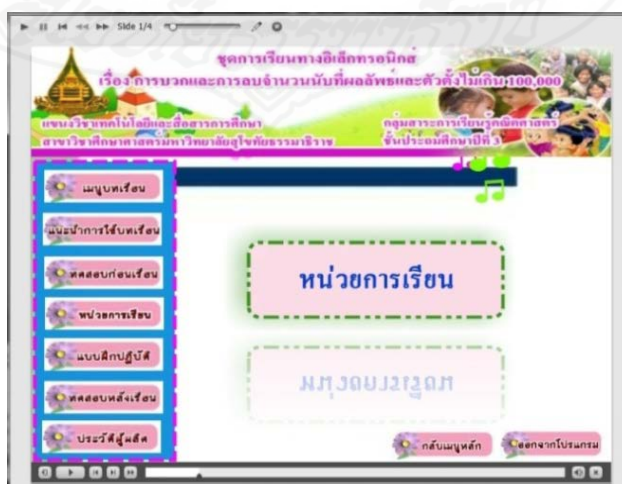 Slide 1/4
ชุดการเรียนทางอิเล็กทรอนิกส์
เรื่อง การบวกและการลบจำนวนนับที่ผลลัพธ์และตัวตั้งไม่เกิน 100,000
แขนงวิชาเทคโนโลยีและสื่อสารการศึกษา
สาขาวิชาศึกษาศาสตร์มหาวิทยาลัยสุโขทัยธรรมาธิราช
กลุ่มสาระการเรียนรู้คณิตศาสตร์
ชั้นประถมศึกษาปีที่ 3
เมนูบทเรียน
แนะนำการใช้บทเรียน
ทดสอบก่อนเรียน
หน่วยการเรียน
แบบฝึกปฏิบัติ
ทดสอบหลังเรียน
ประวัติผู้ผลิต
หน่วยการเรียน
กลับเมนูหลัก
ออกจากโปรแกรม